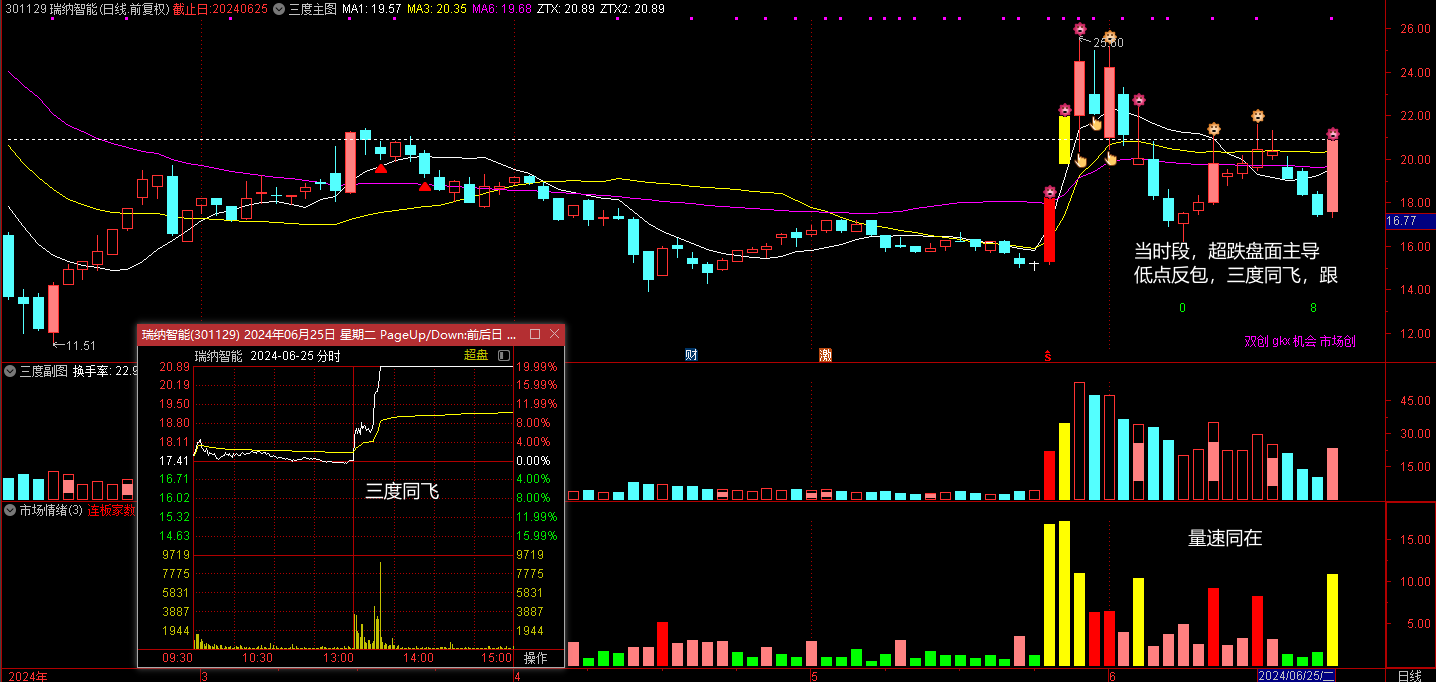 301129 瑞纳智能(日线.前复权) 截止日:20240625 三度主图 MA1: 19.57 MA3: 20.35 MA6: 19.68 ZTX: 20.89 ZTX2: 20.89
26.00
25.60
24.00
22.00
20.00
18.00
16.77
16.00
14.00
12.00
当时段，超跌盘面主导
低点反包，三度同飞，跟
0 8
双创 gkx 机会 市场创
11.51
财 激 $
三度副图 换手率: 22.9
45.00
30.00
15.00
瑞纳智能(301129) 2024年06月25日 星期二 PageUp/Down:前后日 ...
瑞纳智能 2024-06-25 分时 超盘
20.89 19.99%
20.19 15.99%
19.50 11.99%
18.80 8.00%
18.11 4.00%
17.41 0.00%
16.71 4.00%
16.02 8.00%
15.32 11.99%
14.63 15.99%
9719 9719
7775 7775
5831 5831
3887 3887
1944 1944
09:30 10:30 13:00 14:00 15:00 操作
三度同飞
市场情绪(3) 连板家数
量速同在
15.00
10.00
5.00
2024年 3 4 5 6 2024/06/25/二 日线